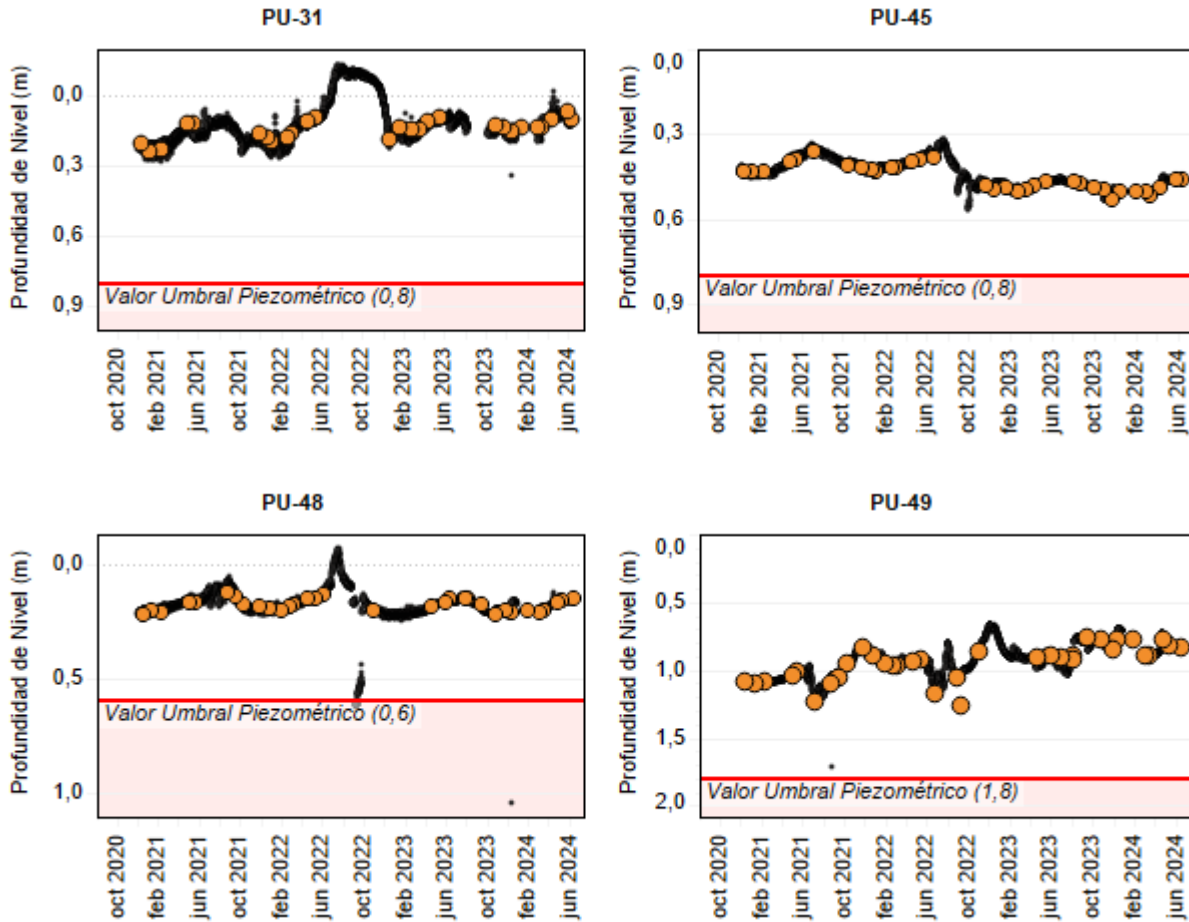 PU-31
Profundidad de Nivel (m)
0,0
0,3
0,6
0,9
Valor Umbral Piezométrico (0,8)
oct 2020
feb 2021
jun 2021
oct 2021
feb 2022
jun 2022
oct 2022
feb 2023
jun 2023
oct 2023
feb 2024
jun 2024
PU-45
Profundidad de Nivel (m)
0,0
0,3
0,6
0,9
Valor Umbral Piezométrico (0,8)
oct 2020
feb 2021
jun 2021
oct 2021
feb 2022
jun 2022
oct 2022
feb 2023
jun 2023
oct 2023
feb 2024
jun 2024
PU-48
Profundidad de Nivel (m)
0,0
0,5
1,0
Valor Umbral Piezométrico (0,6)
oct 2020
feb 2021
jun 2021
oct 2021
feb 2022
jun 2022
oct 2022
feb 2023
jun 2023
oct 2023
feb 2024
jun 2024
PU-49
Profundidad de Nivel (m)
0,0
0,5
1,0
1,5
2,0
Valor Umbral Piezométrico (1,8)
oct 2020
feb 2021
jun 2021
oct 2021
feb 2022
jun 2022
oct 2022
feb 2023
jun 2023
oct 2023
feb 2024
jun 2024